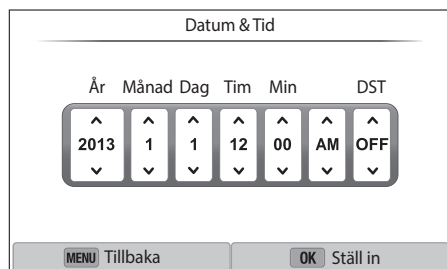 Datum & Tid
År Månad Dag Tim Min DST
2013 1 1 12 00 AM OFF
MENU Tillbaka OK Ställ in